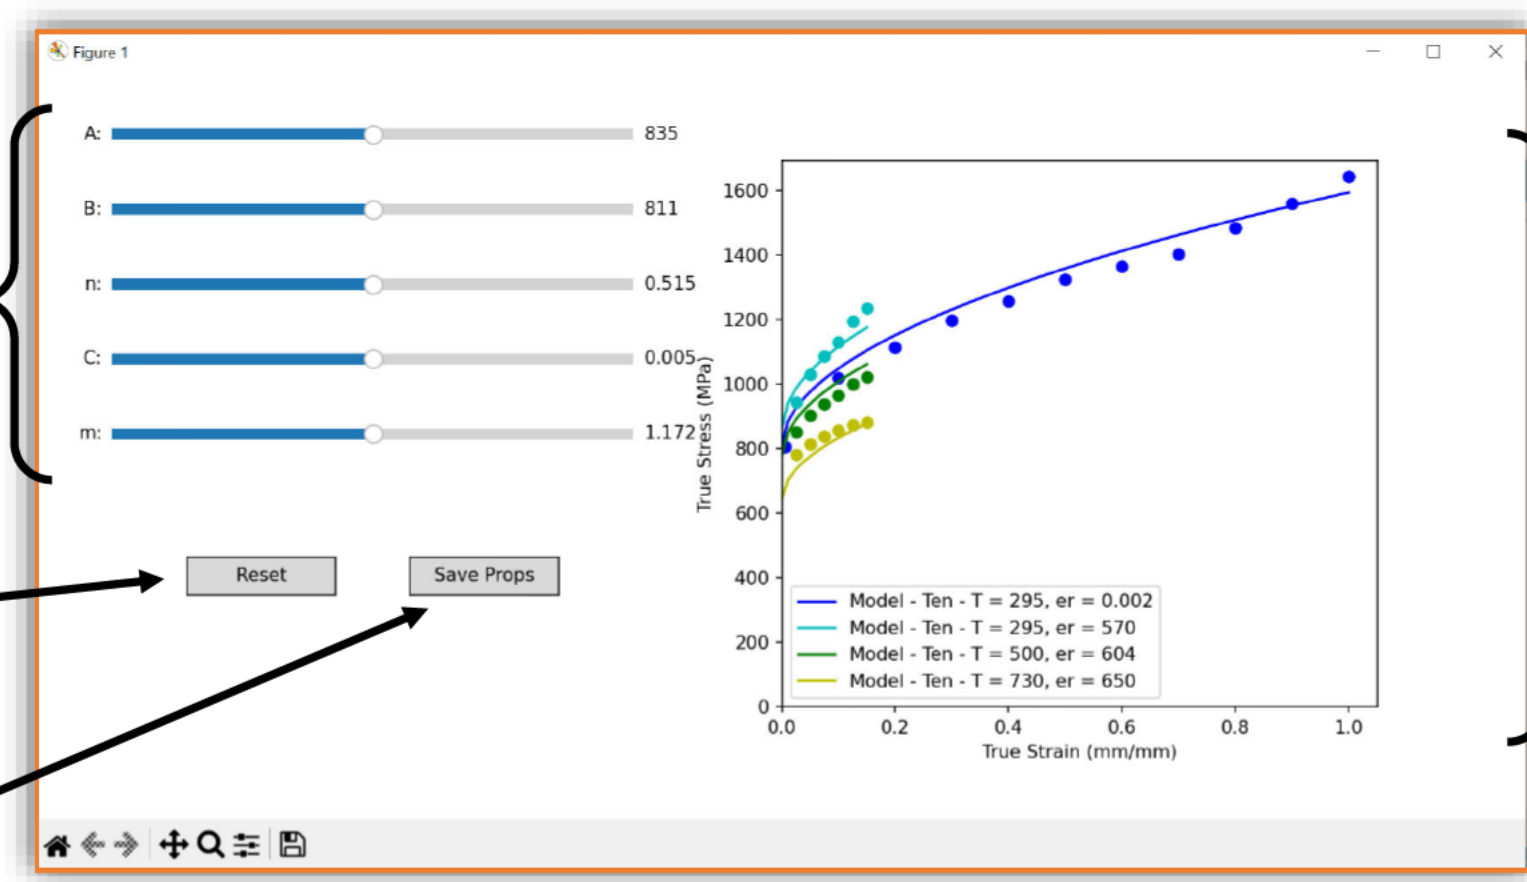 Figure 1
A: 835
B: 811
n: 0.515
C: 0.005
m: 1.172
Reset
Save Props
True Stress (MPa)
1600
1400
1200
1000
800
600
400
200
0
Model - Ten - T = 295, er = 0.002
Model - Ten - T = 295, er = 570
Model - Ten - T = 500, er = 604
Model - Ten - T = 730, er = 650
0.0 0.2 0.4 0.6 0.8 1.0
True Strain (mm/mm)